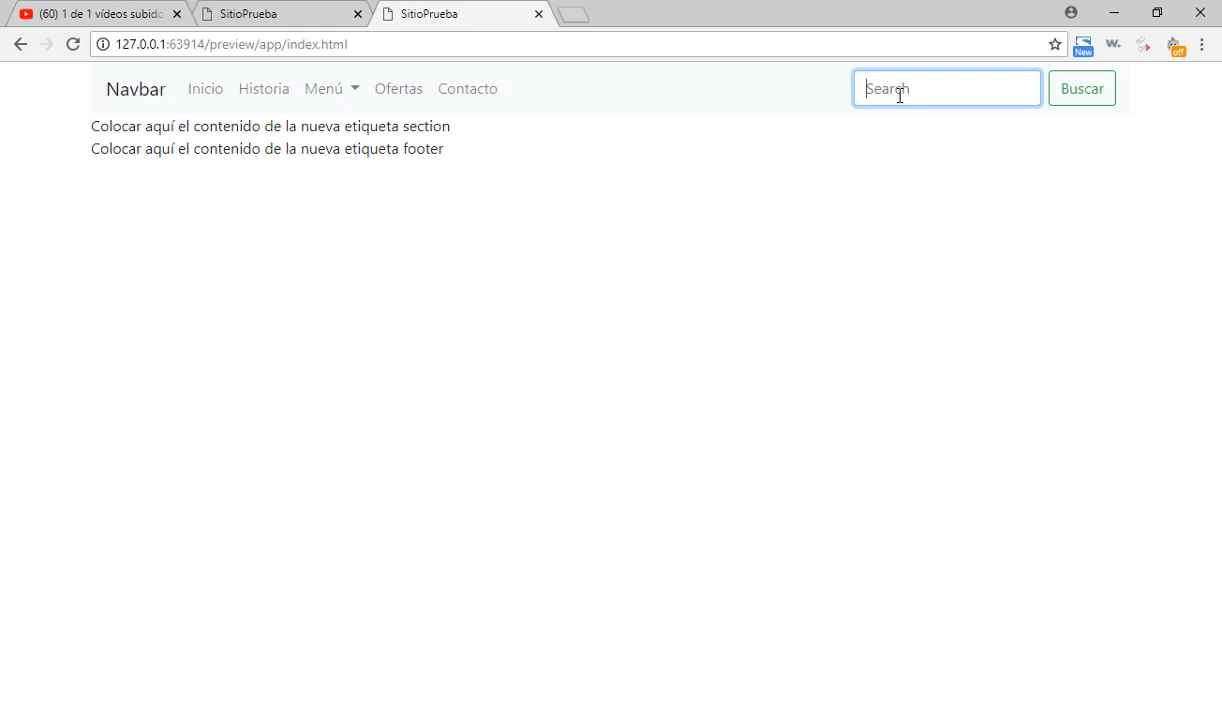 (60) 1 de 1 vídeos subido
SitioPrueba
SitioPrueba
127.0.0.1:63914/preview/app/index.html
New
w.
off
Navbar Inicio Historia Menú Ofertas Contacto
Search
Buscar
Colocar aquí el contenido de la nueva etiqueta section
Colocar aquí el contenido de la nueva etiqueta footer